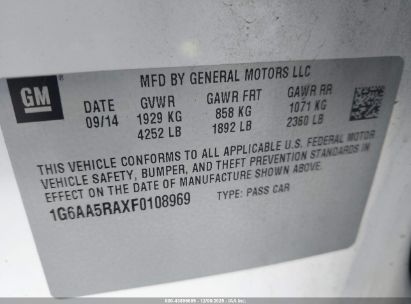 MFD BY GENERAL MOTORS LLC
GM
DATE GVWR GAWR FRT GAWR RR
09/14 1929 KG 858 KG 1071 KG
4252 LB 1892 LB 2360 LB
THIS VEHICLE CONFORMS TO ALL APPLICABLE U.S. FEDERAL MOTOR
VEHICLE SAFETY, BUMPER, AND THEFT PREVENTION STANDARDS IN
EFFECT ON THE DATE OF MANUFACTURE SHOWN ABOVE.
1G6AA5RAXF0108969 TYPE: PASS CAR